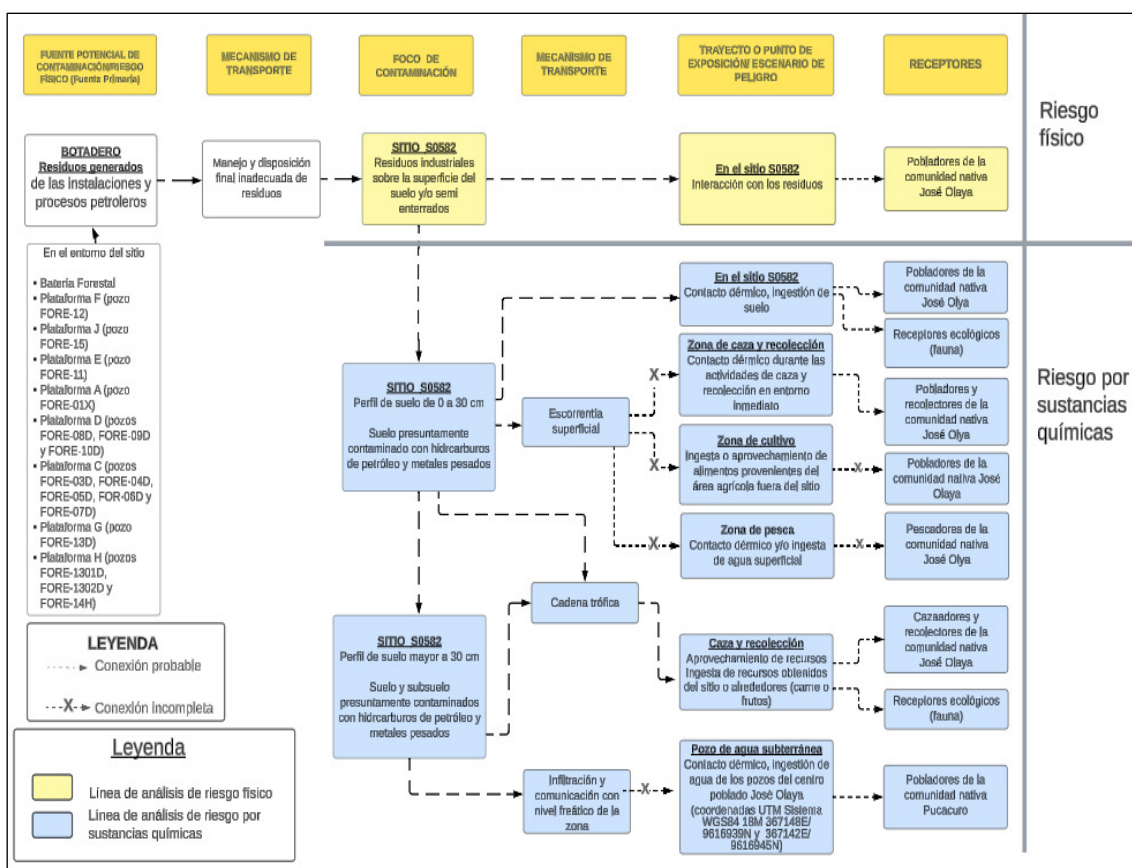 FUENTE POTENCIAL DE
CONTAMINACIÓN/RIESGO
FÍSICO (Fuente Primaria)
MECANISMO DE
TRANSPORTE
FOCO DE
CONTAMINACIÓN
MECANISMO DE
TRANSPORTE
TRAYECTO O PUNTO DE
EXPOSICIÓN/ ESCENARIO DE
PELIGRO
RECEPTORES
Riesgo
físico
BOTADERO
Residuos generados
de las instalaciones y
procesos petroleros
Manejo y disposición
final inadecuada de
residuos
SITIO S0582
Residuos industriales
sobre la superficie del
suelo y/o semi
enterrados
En el sitio S0582
Interacción con los residuos
Pobladores de la
comunidad nativa
José Olaya
En el entorno del sitio
• Batería Forestal
• Plataforma F (pozo
FORE-12)
• Plataforma J (pozo
FORE-15)
• Plataforma E (pozo
FORE-11)
• Plataforma A (pozo
FORE-01X)
• Plataforma D (pozos
FORE-08D, FORE-09D
y FORE-10D)
• Plataforma C (pozos
FORE-03D, FORE-04D,
FORE-05D, FOR-06D y
FORE-07D)
• Plataforma G (pozo
FORE-13D)
• Plataforma H (pozos
FORE-1301D,
FORE-1302D y
FORE-14H)
Riesgo por
sustancias
químicas
En el sitio S0582
Contacto dérmico, ingestión de
suelo
Pobladores de la
comunidad nativa
José Olya
Receptores ecológicos
(fauna)
SITIO S0582
Perfil de suelo de 0 a 30 cm
Suelo presuntamente
contaminado con hidrcarburos
de petróleo y metales pesados
Escorrentía
superficial
X
Zona de caza y recolección
Contacto dérmico durante las
actividades de caza y
recolección en entorno
inmediato
Pobladores y
recolectores de la
comunidad nativa
José Olya
X
Zona de cultivo
Ingesta o aprovechamiento de
alimentos provenientes del
área agrícola fuera del sitio
x
Pobladores de la
comunidad nativa José
Olaya
X
Zona de pesca
Contacto dérmico y/o ingesta
de agua superficial
x
Pescadores de la
comunidad nativa
José Olya
Cadena trófica
SITIO S0582
Perfil de suelo mayor a 30 cm
Suelo y subsuelo
presuntamente contaminados
con hidrcarburos de petróleo y
metales pesados
Caza y recolección
Aprovechamiento de recursos
Ingesta de recursos obtenidos
del sitio o alrededores (carne o
frutos)
Cazaadores y
recolectores de la
comunidad nativa
José Olaya
Receptores ecológicos
(fauna)
Infiltración y
comunicación con
nivel freático de la
zona
X
Pozo de agua subterránea
Contacto dérmico, ingestión de
agua de los pozos del centro
poblado José Olaya
(coordenadas UTM Sistema
WGS84 18M 367148E/
9616939N y 367142E/
9616945N)
Pobladores de la
comunidad nativa
Pucacuro
LEYENDA
Conexión probable
X Conexión incompleta
Leyenda
Línea de análisis de riesgo físico
Línea de análisis de riesgo por
sustancias químicas